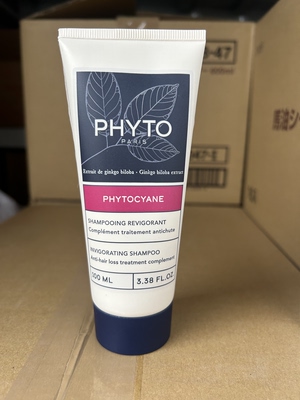 PHYTO
PARIS
Extrait de ginkgo biloba - Ginkgo biloba extract
PHYTOCYANE
SHAMPOOING REVIGORANT
Complément traitement antichute
INVIGORATING SHAMPOO
Anti-hair loss treatment complement
100 ML
3.38 FL.OZ